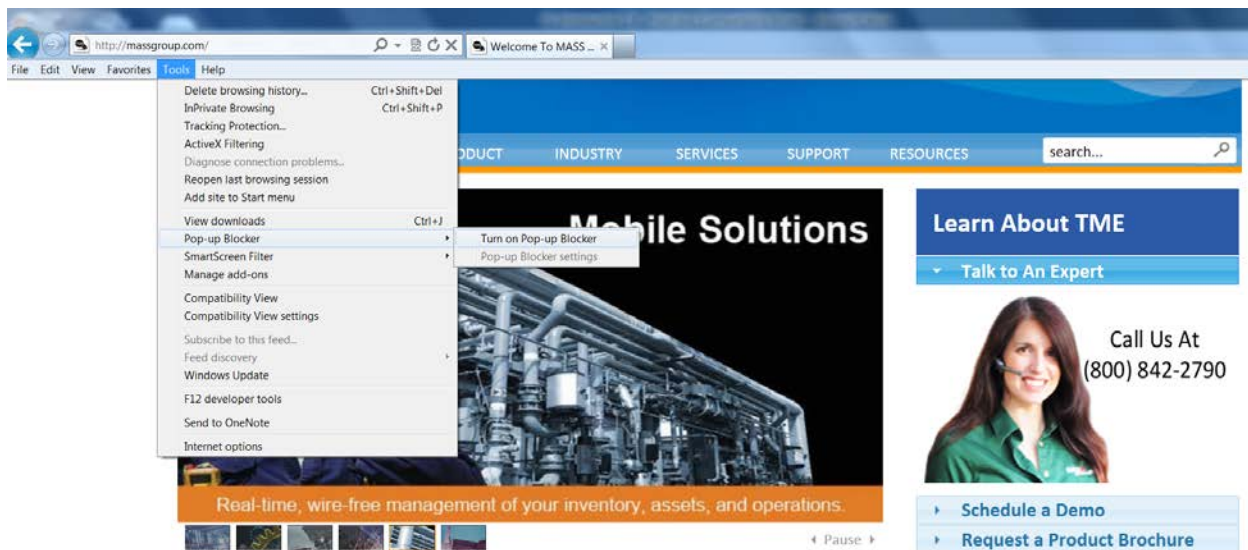 http://massgroup.com/
Welcome To MASS ...
File Edit View Favorites Tools Help
Delete browsing history... Ctrl+Shift+Del
InPrivate Browsing Ctrl+Shift+P
Tracking Protection...
ActiveX Filtering
Diagnose connection problems...
Reopen last browsing session
Add site to Start menu
View downloads Ctrl+J
Pop-up Blocker
SmartScreen Filter
Manage add-ons
Compatibility View
Compatibility View settings
Subscribe to this feed...
Feed discovery
Windows Update
F12 developer tools
Send to OneNote
Internet options
Turn on Pop-up Blocker
Pop-up Blocker settings
DUCT INDUSTRY SERVICES SUPPORT RESOURCES search...
Mobile Solutions
Real-time, wire-free management of your inventory, assets, and operations.
Pause
Learn About TME
Talk to An Expert
Call Us At
(800) 842-2790
Schedule a Demo
Request a Product Brochure